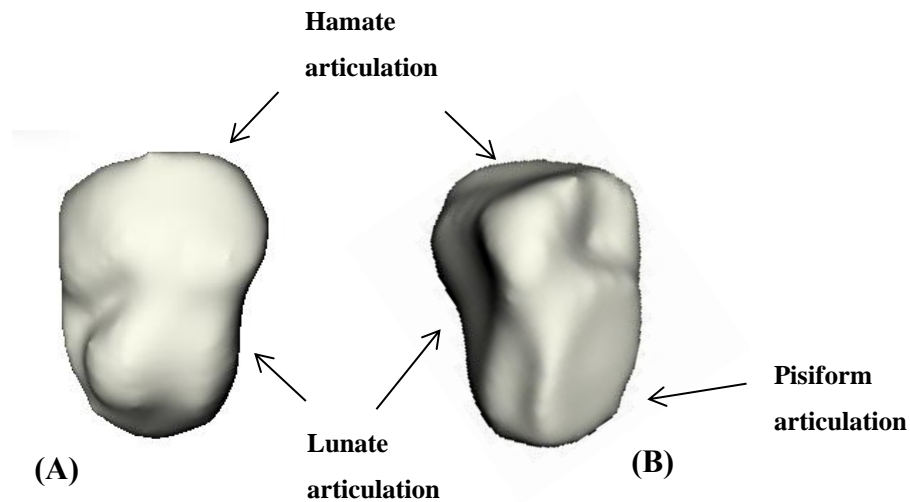 Hamate
articulation
Pisiform
articulation
Lunate
articulation
(A)
(B)